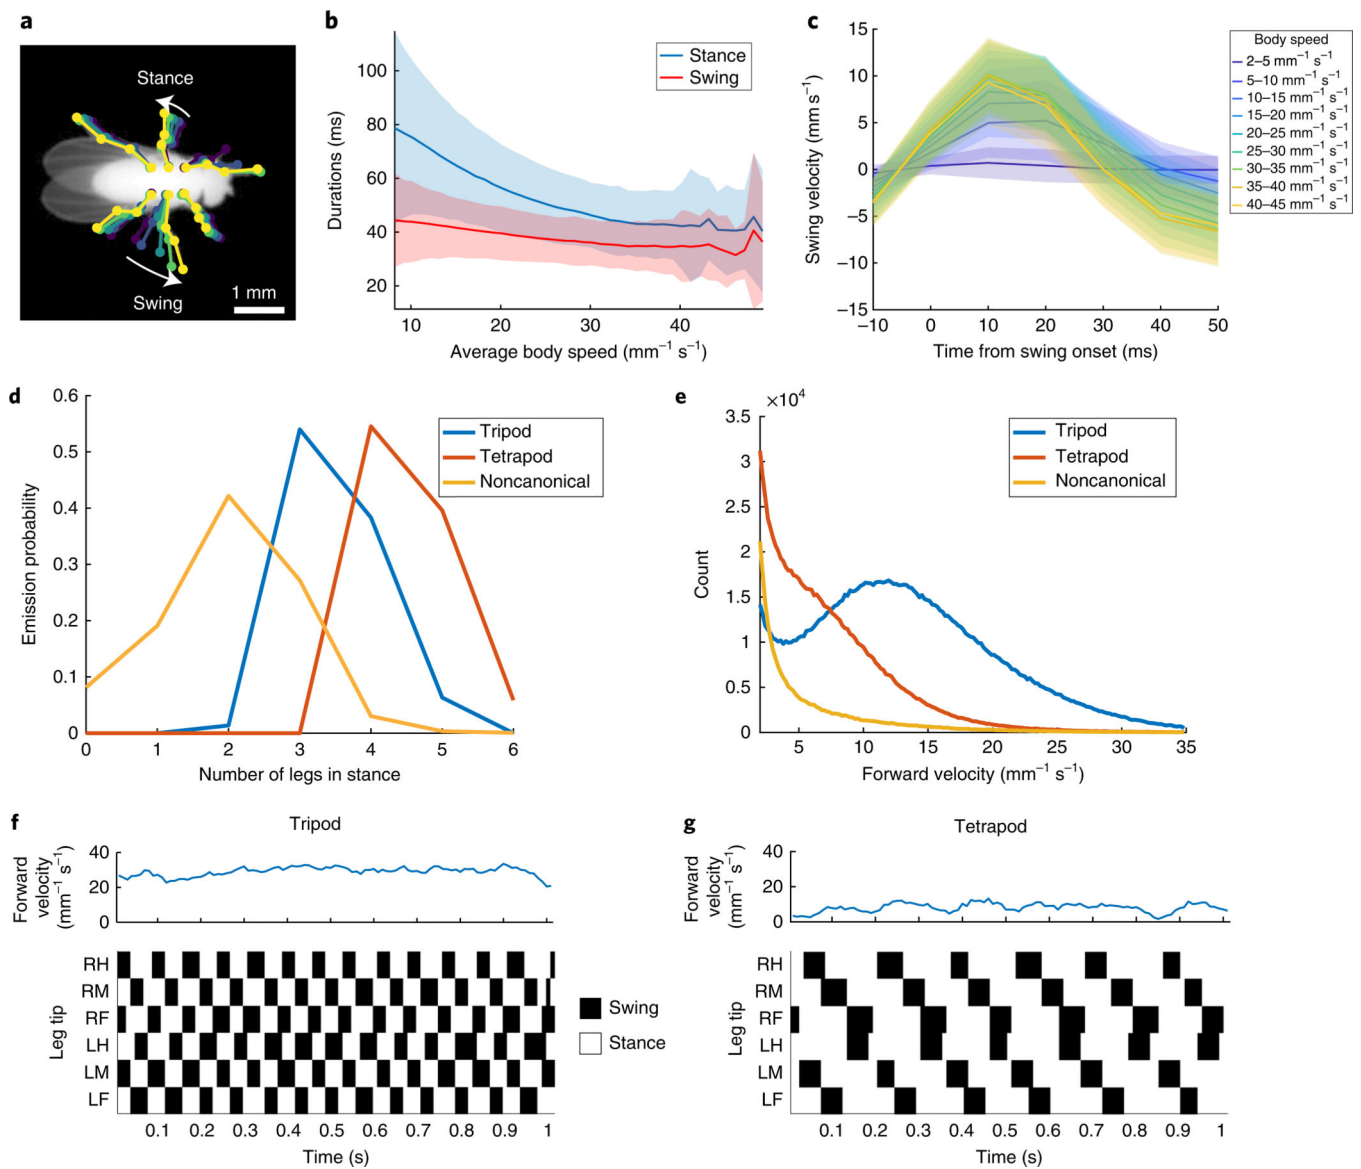 a
Stance
Swing
1 mm
b
Durations (ms)
100
80
60
40
20
10
20
30
40
Average body speed (mm⁻¹ s⁻¹)
Stance
Swing
c
Swing velocity (mm s⁻¹)
15
10
5
0
−5
−10
−15
−10
0
10
20
30
40
50
Time from swing onset (ms)
Body speed
2–5 mm⁻¹ s⁻¹
5–10 mm⁻¹ s⁻¹
10–15 mm⁻¹ s⁻¹
15–20 mm⁻¹ s⁻¹
20–25 mm⁻¹ s⁻¹
25–30 mm⁻¹ s⁻¹
30–35 mm⁻¹ s⁻¹
35–40 mm⁻¹ s⁻¹
40–45 mm⁻¹ s⁻¹
d
Emission probability
0.6
0.5
0.4
0.3
0.2
0.1
0
0
1
2
3
4
5
6
Number of legs in stance
Tripod
Tetrapod
Noncanonical
e
×10⁴
Count
3.5
3
2.5
2
1.5
1
0.5
0
5
10
15
20
25
30
35
Forward velocity (mm⁻¹ s⁻¹)
Tripod
Tetrapod
Noncanonical
f
Tripod
Forward
velocity
(mm⁻¹ s⁻¹)
40
20
0
Leg tip
RH
RM
RF
LH
LM
LF
0.1
0.2
0.3
0.4
0.5
0.6
0.7
0.8
0.9
1
Time (s)
Swing
Stance
g
Tetrapod
Forward
velocity
(mm⁻¹ s⁻¹)
40
20
0
Leg tip
RH
RM
RF
LH
LM
LF
0.1
0.2
0.3
0.4
0.5
0.6
0.7
0.8
0.9
1
Time (s)